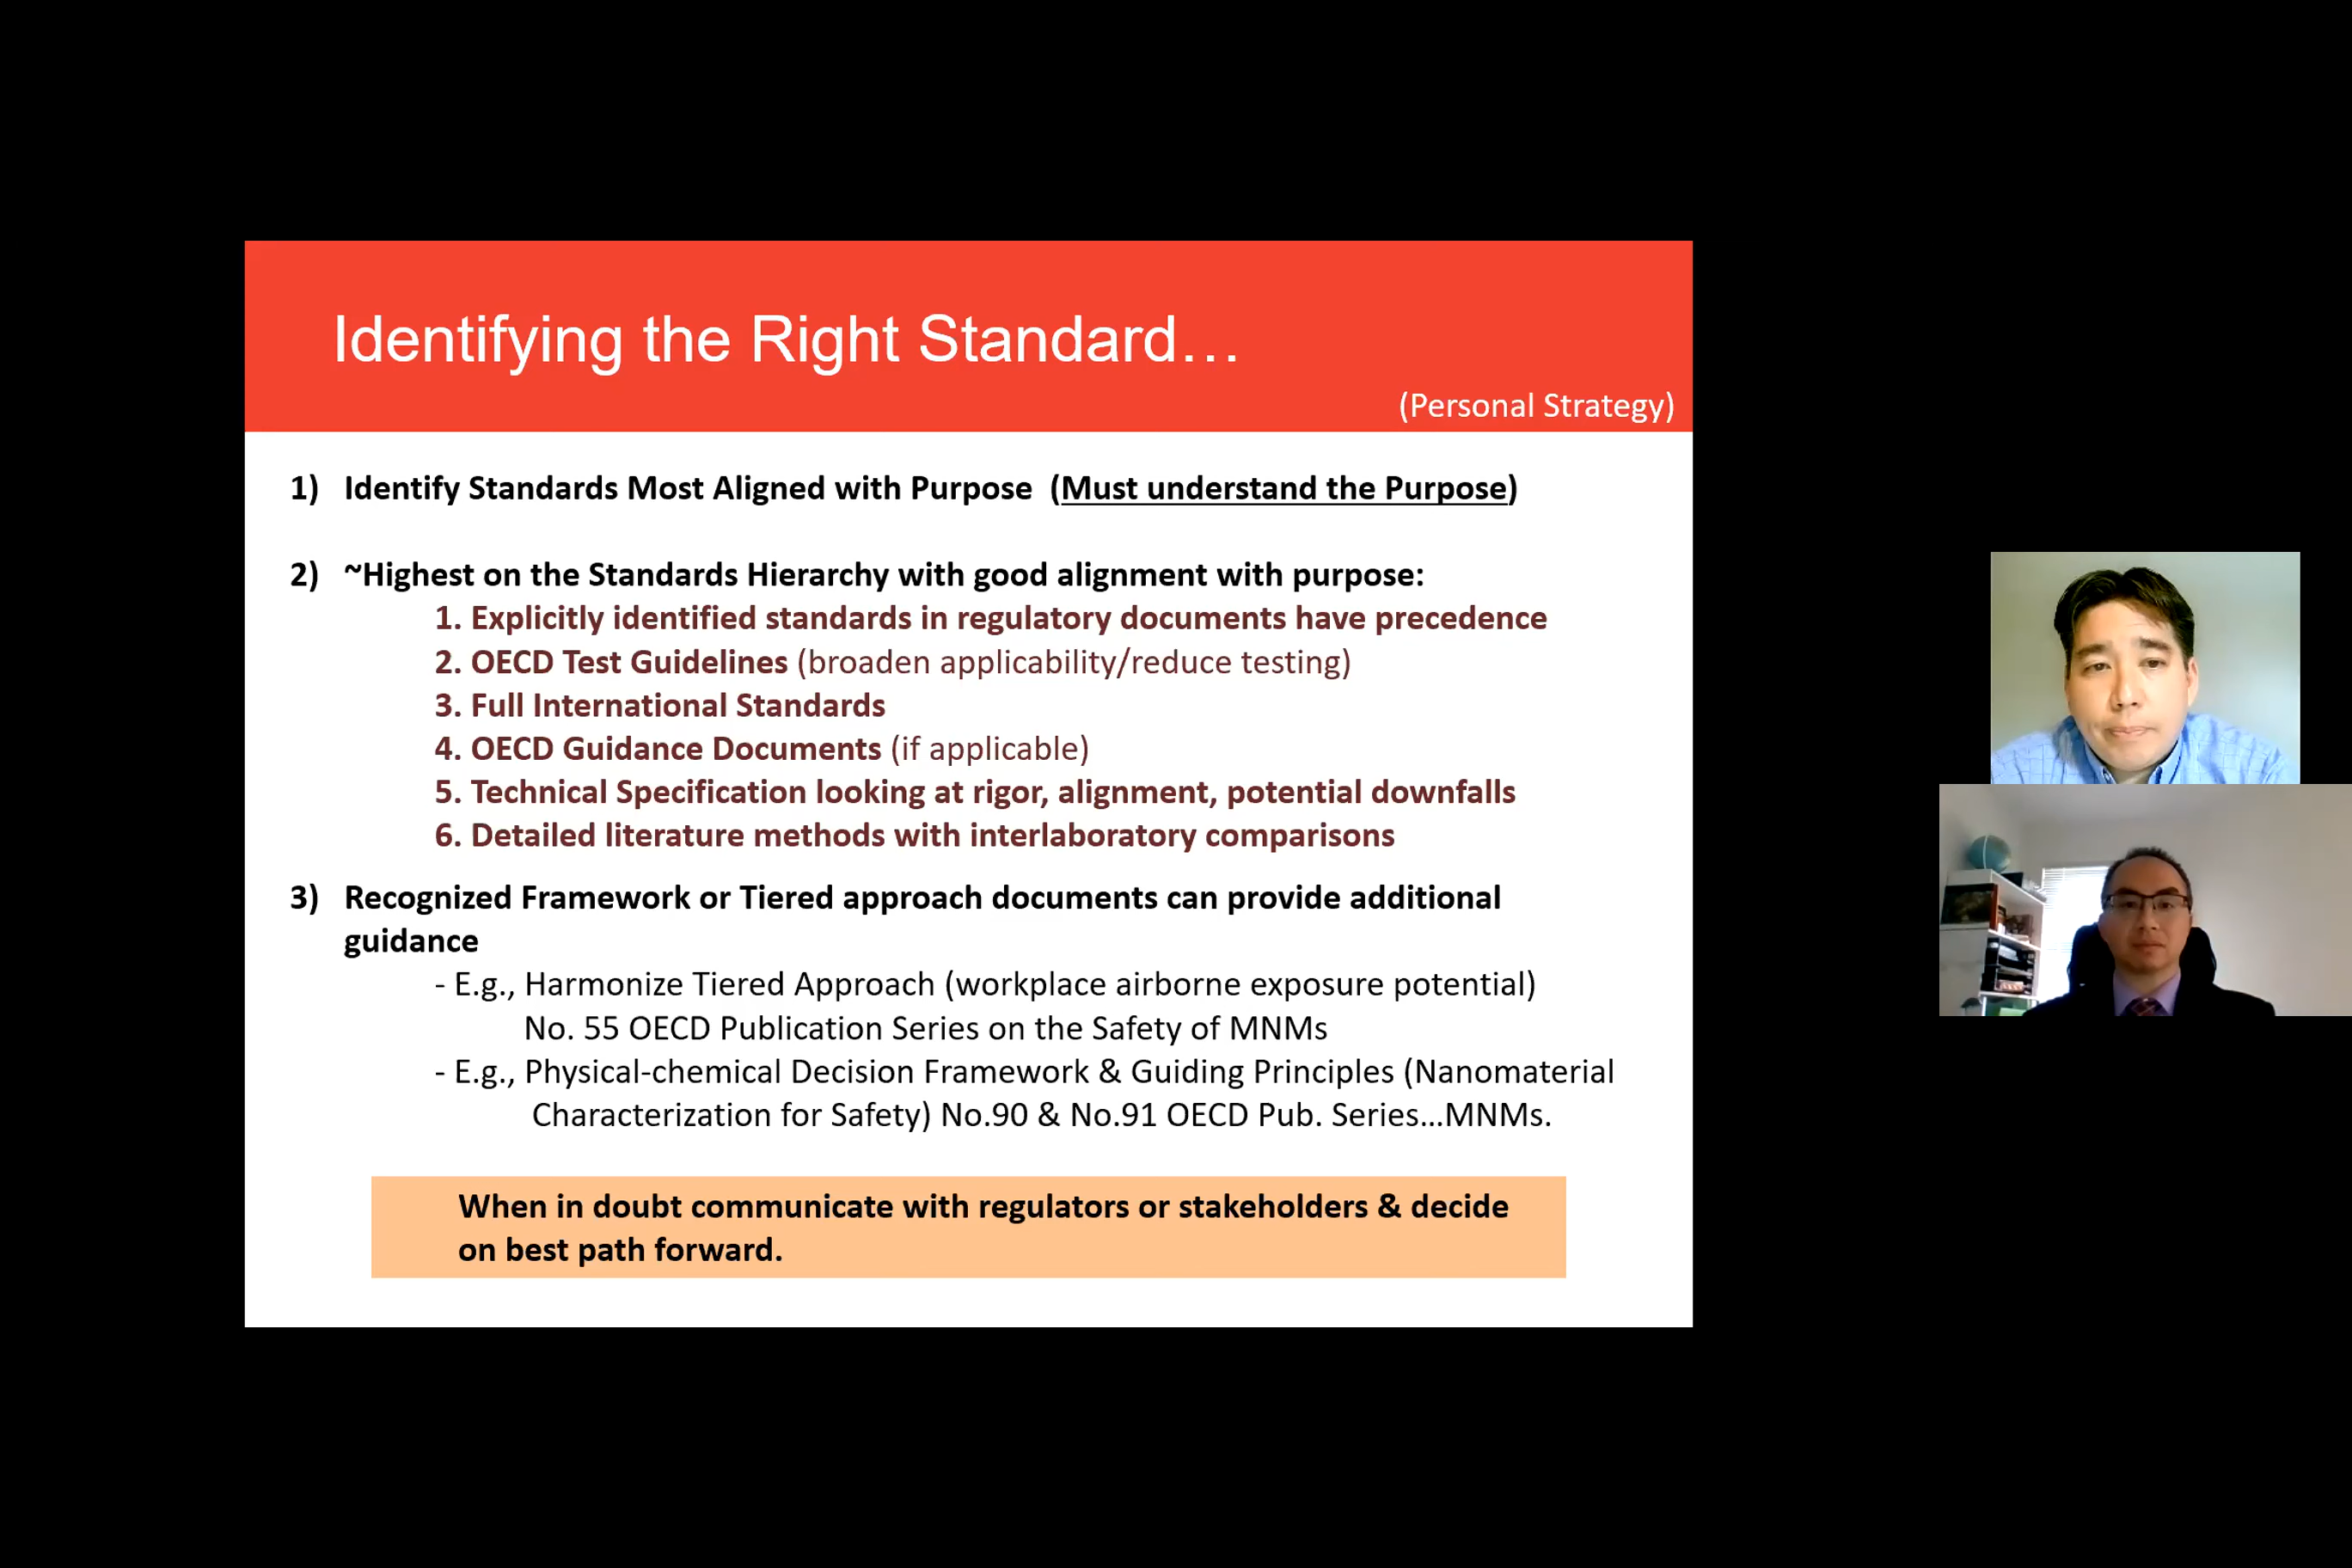 Identifying the Right Standard...
(Personal Strategy)
1) Identify Standards Most Aligned with Purpose (Must understand the Purpose)
2) ~Highest on the Standards Hierarchy with good alignment with purpose:
1. Explicitly identified standards in regulatory documents have precedence
2. OECD Test Guidelines (broaden applicability/reduce testing)
3. Full International Standards
4. OECD Guidance Documents (if applicable)
5. Technical Specification looking at rigor, alignment, potential downfalls
6. Detailed literature methods with interlaboratory comparisons
3) Recognized Framework or Tiered approach documents can provide additional
guidance
- E.g., Harmonize Tiered Approach (workplace airborne exposure potential)
No. 55 OECD Publication Series on the Safety of MNMs
- E.g., Physical-chemical Decision Framework & Guiding Principles (Nanomaterial
Characterization for Safety) No.90 & No.91 OECD Pub. Series...MNMs.
When in doubt communicate with regulators or stakeholders & decide
on best path forward.